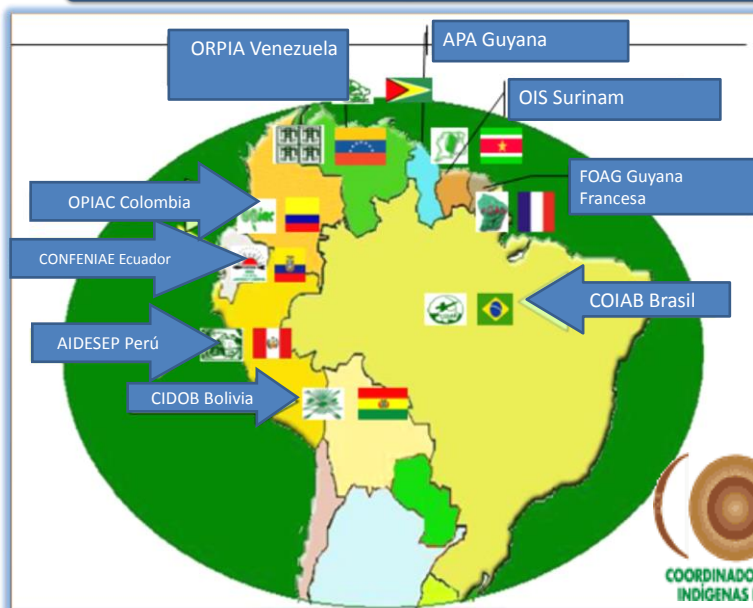 ORPIA Venezuela
APA Guyana
OIS Surinam
FOAG Guyana
Francesa
OPIAC Colombia
CONFENIAE Ecuador
COIAB Brasil
AIDESEP Perú
CIDOB Bolivia
COORDINADO
INDÍGENAS